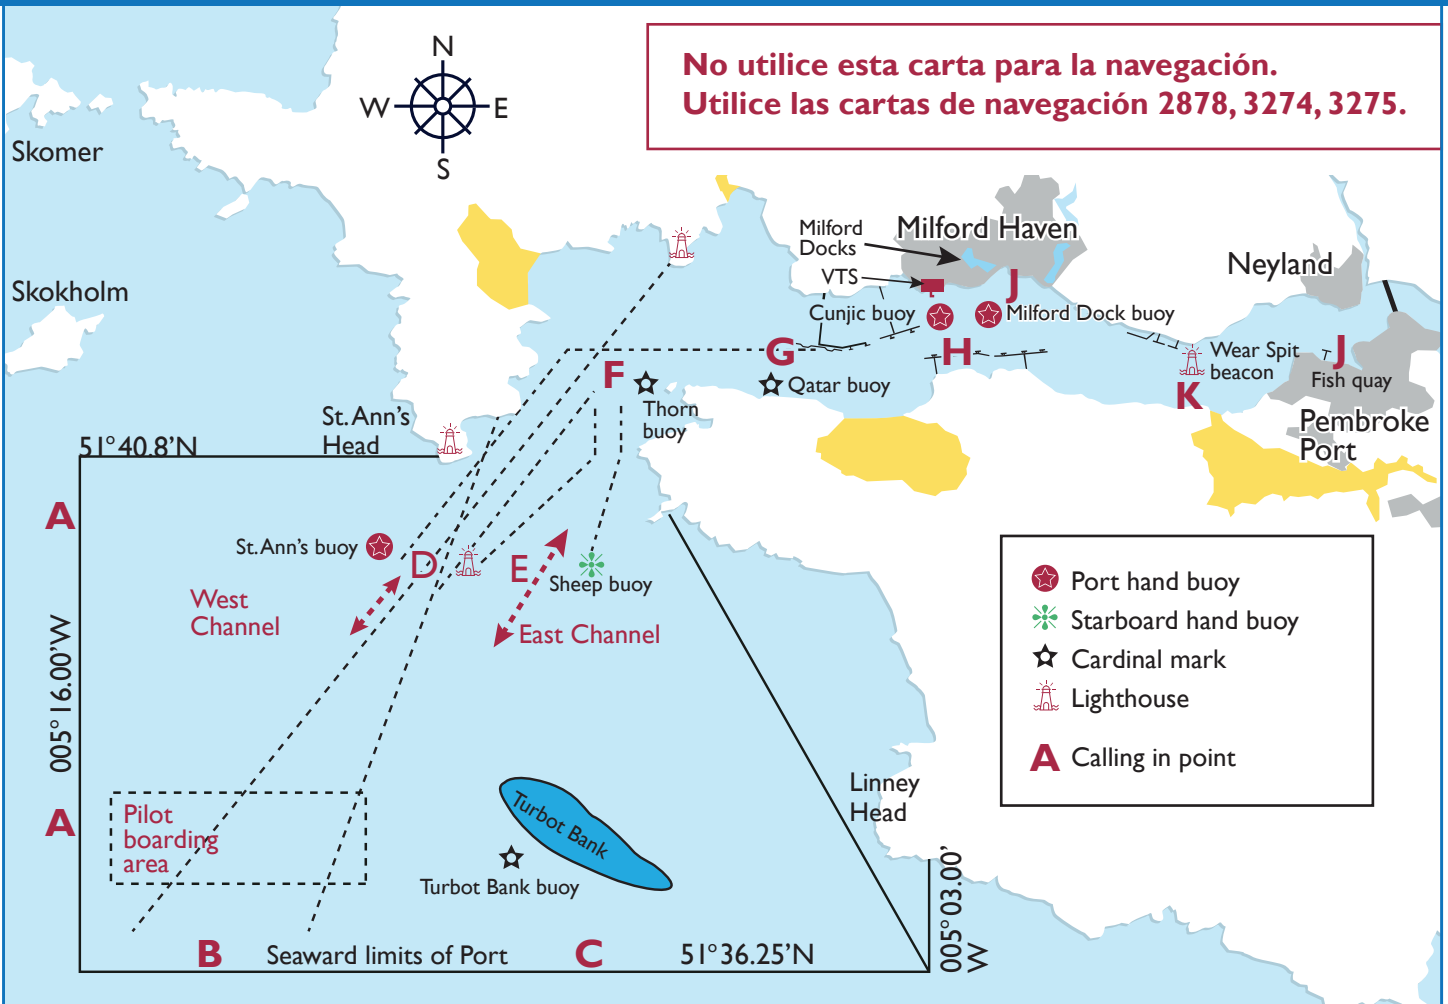 No utilice esta carta para la navegación.
Utilice las cartas de navegación 2878, 3274, 3275.
N
W
E
S
Skomer
Skokholm
Milford
Docks
Milford Haven
VTS
J
Neyland
Cunjic buoy
Milford Dock buoy
G
H
F
Qatar buoy
Thorn
buoy
Wear Spit
beacon
K
J
Fish quay
Pembroke
Port
St. Ann's
Head
51°40.8'N
A
St. Ann's buoy
D
E
Sheep buoy
West
Channel
East Channel
005°16.00'W
A
Pilot
boarding
area
Turbot Bank
Turbot Bank buoy
Linney
Head
B
Seaward limits of Port
C
51°36.25'N
005°03.00'
W
Port hand buoy
Starboard hand buoy
Cardinal mark
Lighthouse
A Calling in point